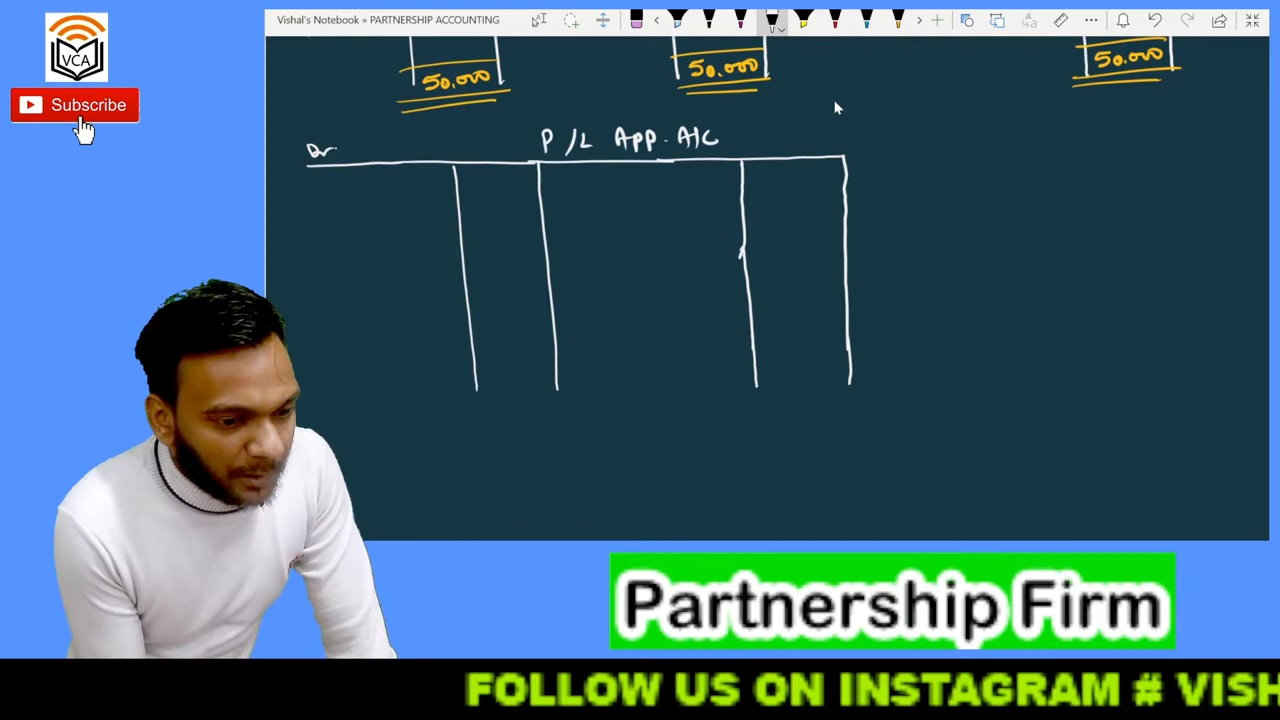 Vishal's Notebook » PARTNERSHIP ACCOUNTING
VCA
Subscribe
50.000
50.000
50.000
Dr.
P/L App. A/C
Partnership Firm
FOLLOW US ON INSTAGRAM # VISH